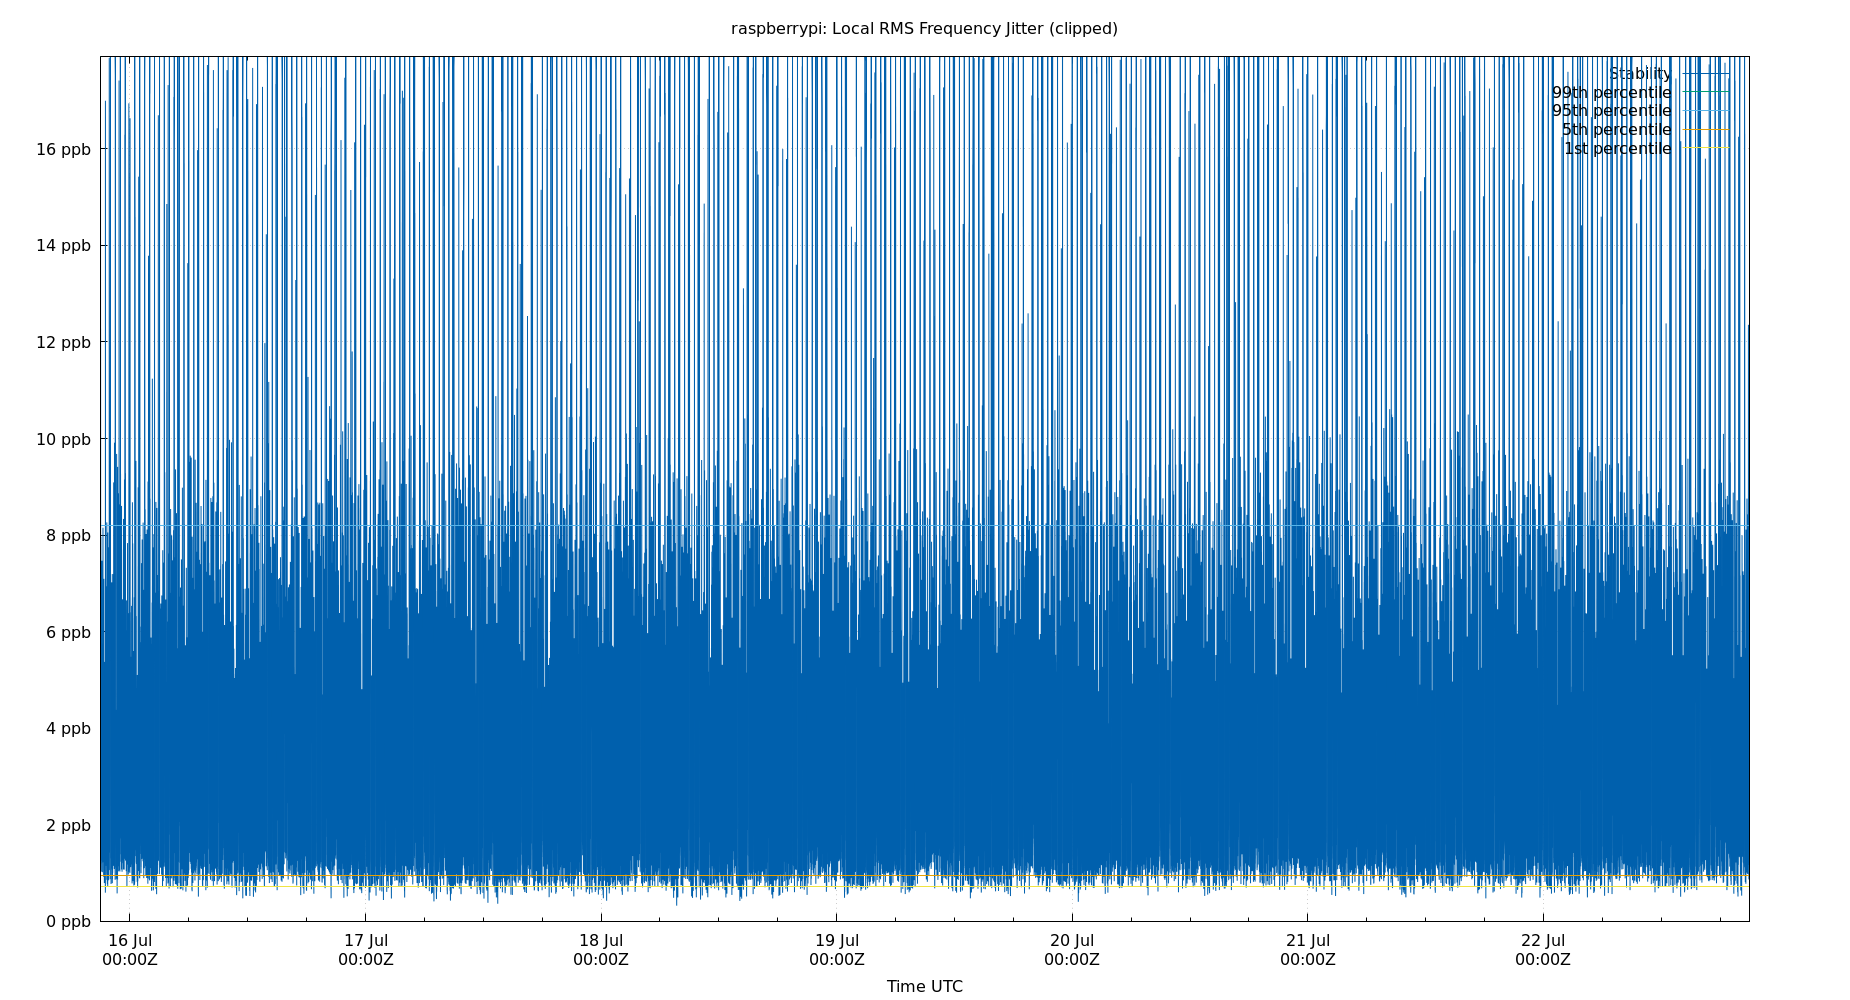 raspberrypi: Local RMS Frequency Jitter (clipped)
Stability
99th percentile
95th percentile
5th percentile
1st percentile
16 ppb
14 ppb
12 ppb
10 ppb
8 ppb
6 ppb
4 ppb
2 ppb
0 ppb
16 Jul 17 Jul 18 Jul 19 Jul 20 Jul 21 Jul 22 Jul
00:00Z 00:00Z 00:00Z 00:00Z 00:00Z 00:00Z 00:00Z
Time UTC